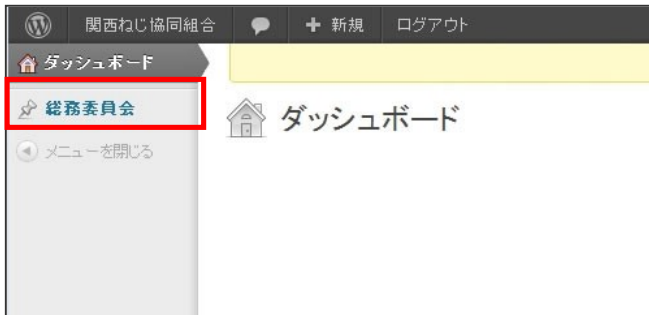 関西ねじ協同組合 新規 ログアウト
ダッシュボード
総務委員会
メニューを閉じる
ダッシュボード